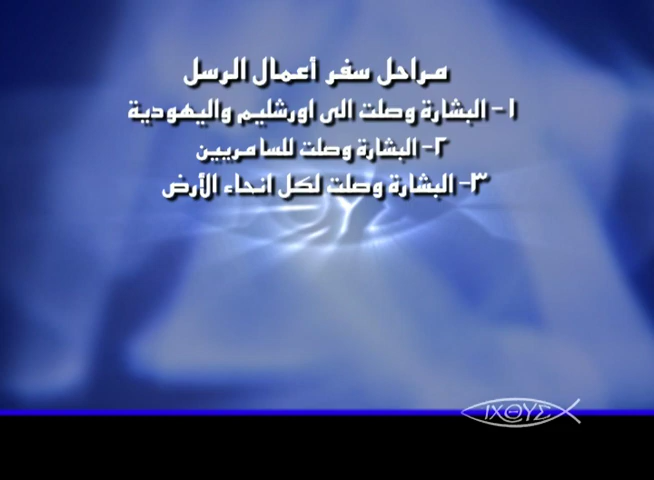 مراحل سفر أعمال الرسل
١- البشارة وصلت الى اورشليم واليهودية
٢- البشارة وصلت للسامريين
٣- البشارة وصلت لكل انحاء الأرض
ΙΧΘΥΣ